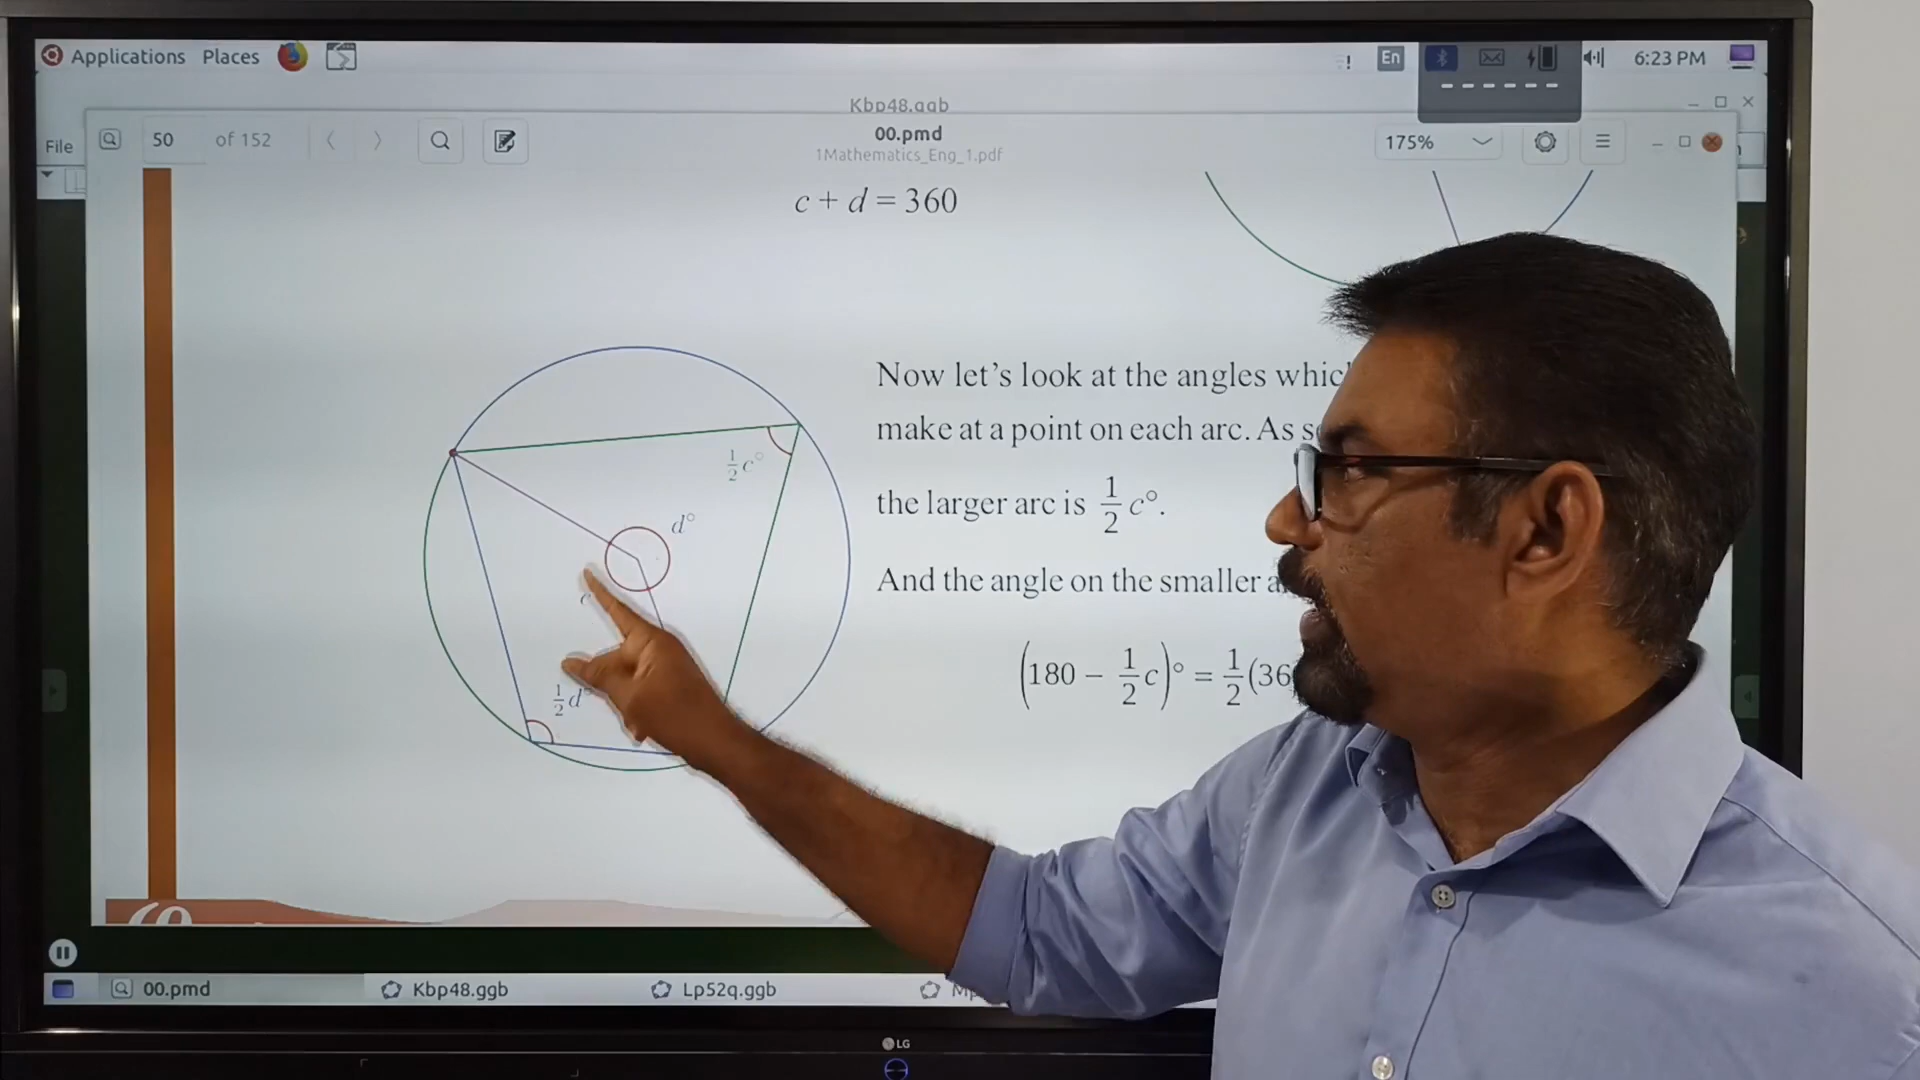 Applications Places
En
6:23 PM
Kbp48.ggb
File
50 of 152
00.pmd
1Mathematics_Eng_1.pdf
175%
c + d = 360
Now let's look at the angles
make at a point on each arc. As
the larger arc is 1/2 c°.
And the angle on the smaller
(180 – 1/2 c)° = 1/2 (36
1/2 c°
d°
c
1/2 d°
00.pmd
Kbp48.ggb
Lp52q.ggb
LG